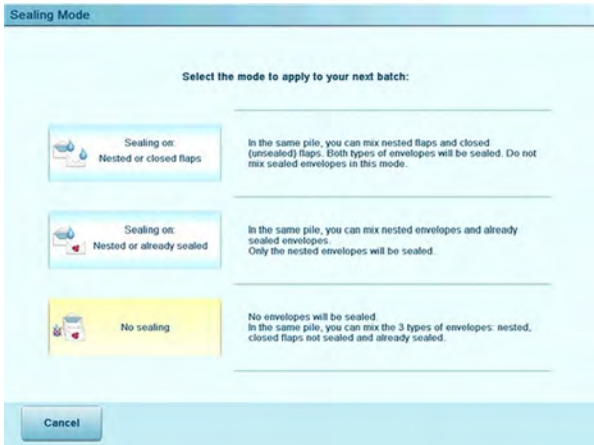 Sealing Mode
Select the mode to apply to your next batch:
Sealing on:
Nested or closed flaps
In the same pile, you can mix nested flaps and closed
(unsealed) flaps. Both types of envelopes will be sealed. Do not
mix sealed envelopes in this mode.
Sealing on:
Nested or already sealed
In the same pile, you can mix nested envelopes and already
sealed envelopes.
Only the nested envelopes will be sealed.
No sealing
No envelopes will be sealed.
In the same pile, you can mix the 3 types of envelopes: nested,
closed flaps not sealed and already sealed.
Cancel